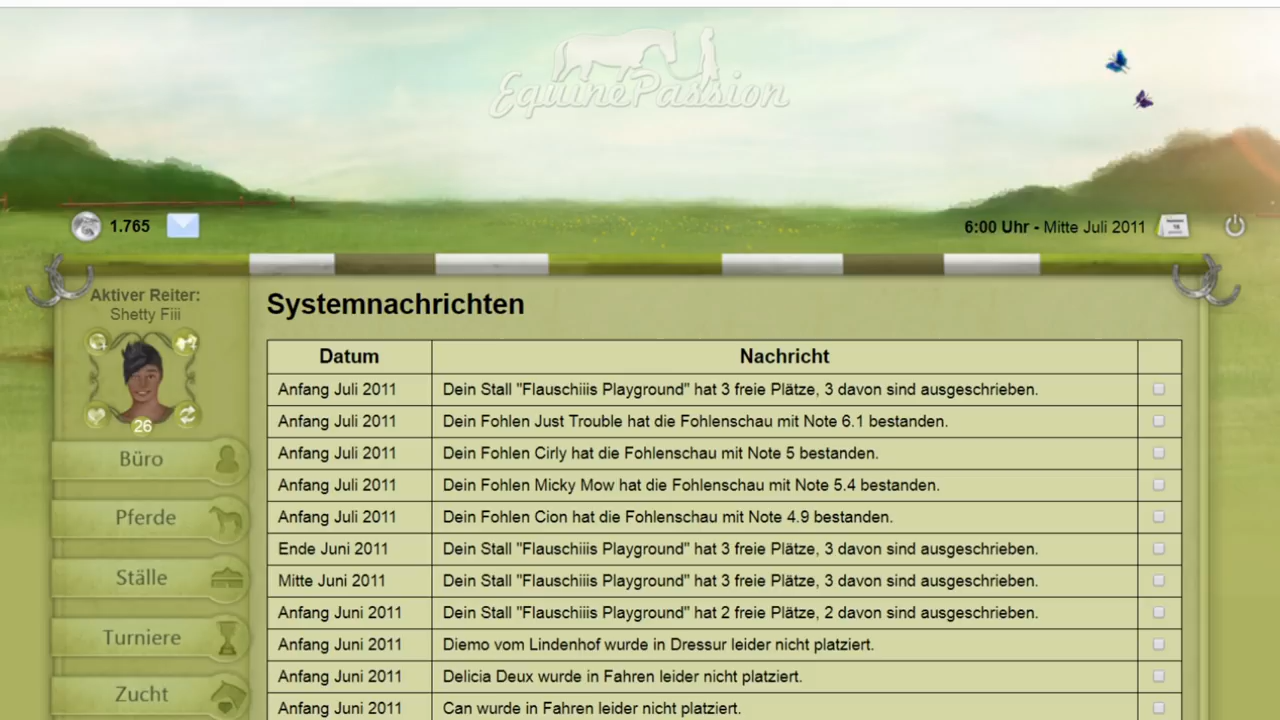 EquinePassion
1.765
6:00 Uhr - Mitte Juli 2011
Aktiver Reiter:
Shetty Fiii
26
Büro
Pferde
Ställe
Turniere
Zucht
Systemnachrichten
Datum Nachricht
Anfang Juli 2011 Dein Stall "Flauschiiis Playground" hat 3 freie Plätze, 3 davon sind ausgeschrieben.
Anfang Juli 2011 Dein Fohlen Just Trouble hat die Fohlenschau mit Note 6.1 bestanden.
Anfang Juli 2011 Dein Fohlen Cirly hat die Fohlenschau mit Note 5 bestanden.
Anfang Juli 2011 Dein Fohlen Micky Mow hat die Fohlenschau mit Note 5.4 bestanden.
Anfang Juli 2011 Dein Fohlen Cion hat die Fohlenschau mit Note 4.9 bestanden.
Ende Juni 2011 Dein Stall "Flauschiiis Playground" hat 3 freie Plätze, 3 davon sind ausgeschrieben.
Mitte Juni 2011 Dein Stall "Flauschiiis Playground" hat 3 freie Plätze, 3 davon sind ausgeschrieben.
Anfang Juni 2011 Dein Stall "Flauschiiis Playground" hat 2 freie Plätze, 2 davon sind ausgeschrieben.
Anfang Juni 2011 Diemo vom Lindenhof wurde in Dressur leider nicht platziert.
Anfang Juni 2011 Delicia Deux wurde in Fahren leider nicht platziert.
Anfang Juni 2011 Can wurde in Fahren leider nicht platziert.